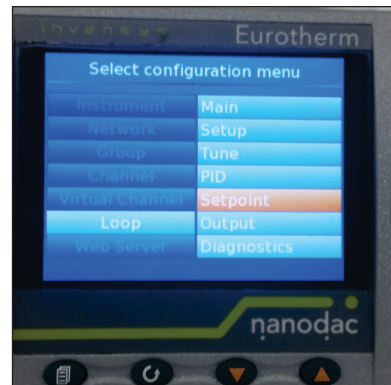 invensys
Eurotherm
Select configuration menu
Instrument
Main
Network
Setup
Group
Tune
Channel
PID
Virtual Channel
Setpoint
Loop
Output
Web Server
Diagnostics
nanodac